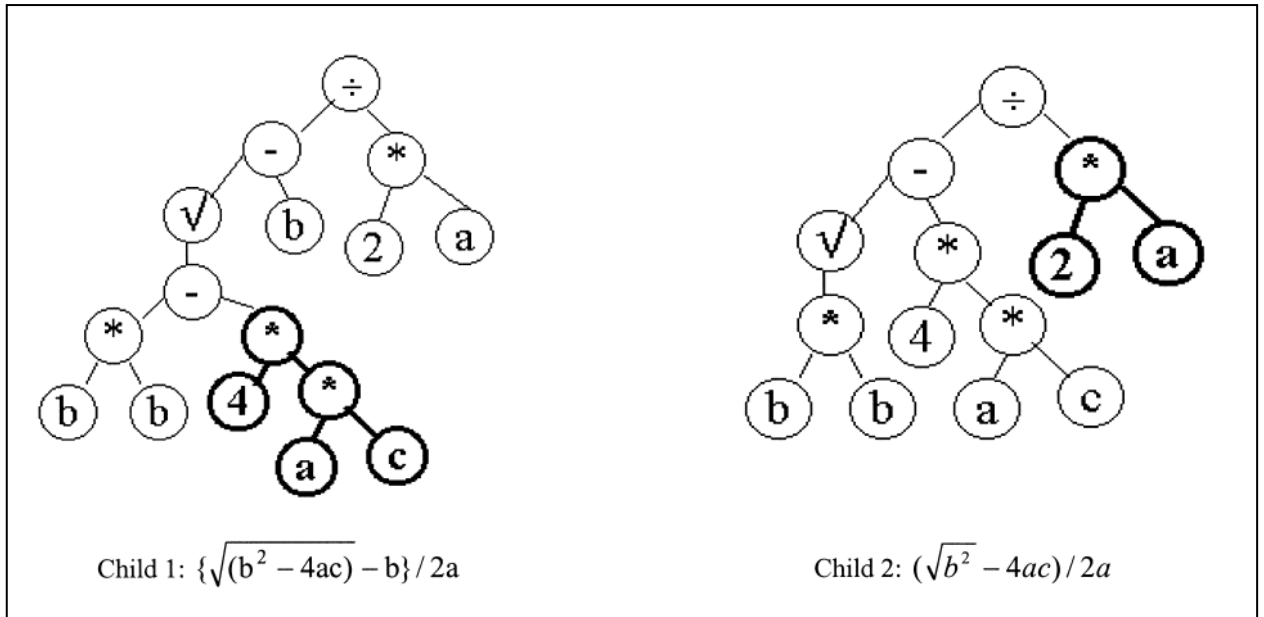 ÷ ÷
- * - *
√ b 2 a √ * 2 a
- * 4 *
* * b b a c
b b 4 *
a c
Child 1: {√(b² – 4ac) – b} / 2a
Child 2: (√b² – 4ac) / 2a